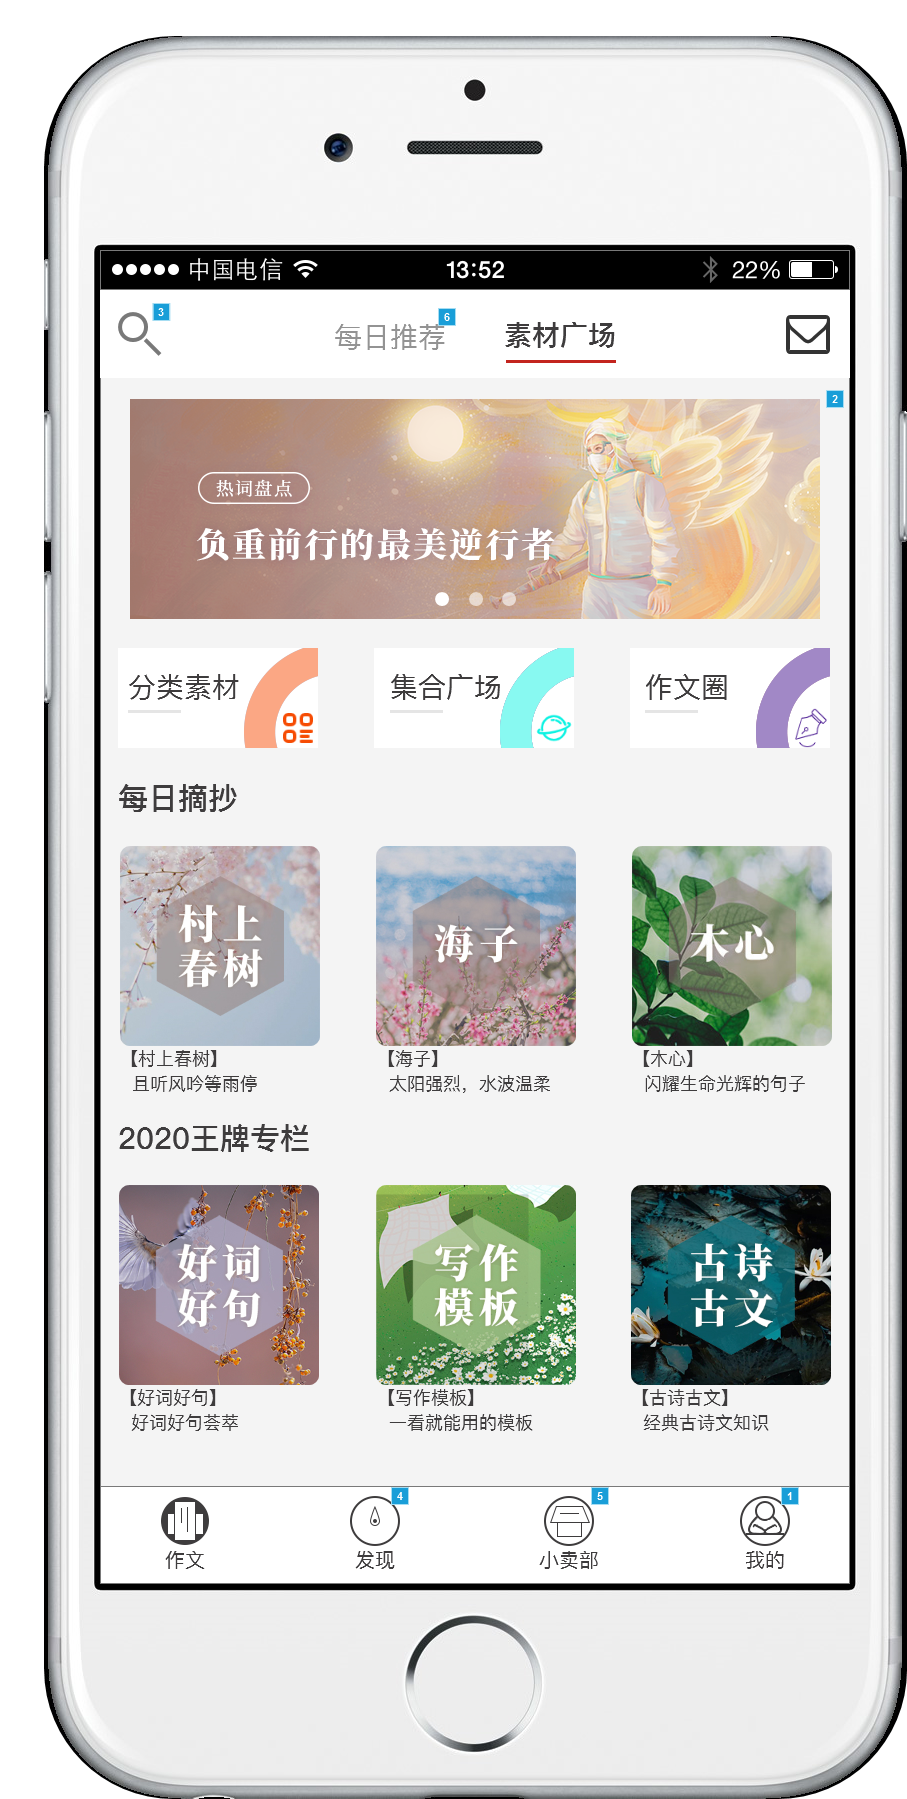 中国电信 13:52 22%
3
6
每日推荐 素材广场
2
热词盘点
负重前行的最美逆行者
分类素材 集合广场 作文圈
每日摘抄
村上
春树
海子
木心
【村上春树】 【海子】 【木心】
且听风吟等雨停 太阳强烈，水波温柔 闪耀生命光辉的句子
2020王牌专栏
好词
好句
写作
模板
古诗
古文
【好词好句】 【写作模板】 【古诗古文】
好词好句荟萃 一看就能用的模板 经典古诗文知识
4 5 1
作文 发现 小卖部 我的